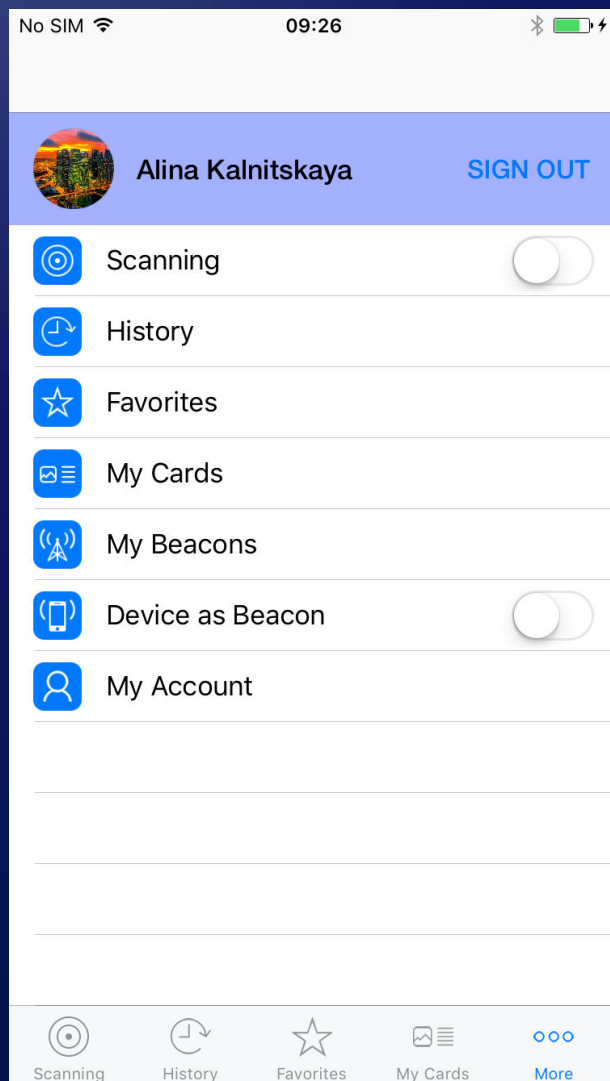 No SIM 09:26
Alina Kalnitskaya SIGN OUT
Scanning
History
Favorites
My Cards
My Beacons
Device as Beacon
My Account
Scanning History Favorites My Cards More